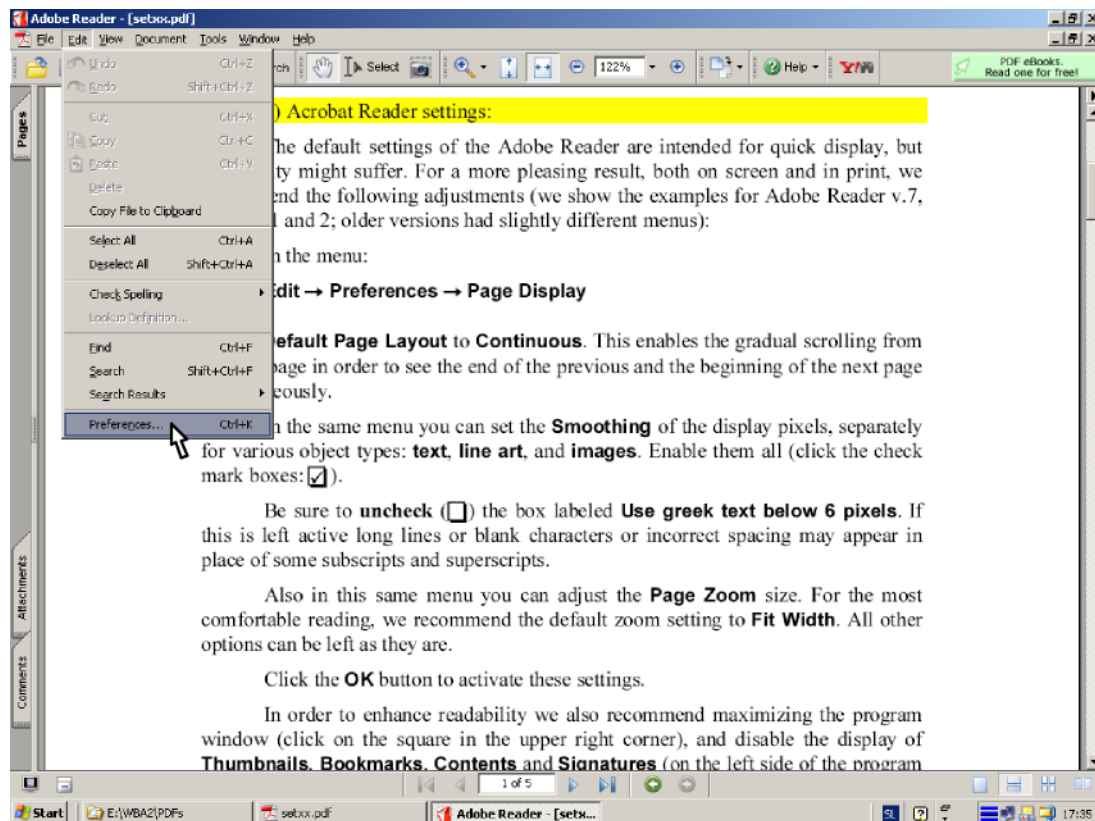 Adobe Reader - [setxx.pdf]
File Edit View Document Tools Window Help
rch Select 122% Help Y!
PDF eBooks.
Read one for free!
Undo Ctrl+Z
Redo Shift+Ctrl+Z
Cut Ctrl+X
Copy Ctrl+C
Paste Ctrl+V
Delete
Copy File to Clipboard
Select All Ctrl+A
Deselect All Shift+Ctrl+A
Check Spelling
Lookup Definition...
Find Ctrl+F
Search Shift+Ctrl+F
Search Results
Preferences... Ctrl+K
Pages
Attachments
Comments
) Acrobat Reader settings:
he default settings of the Adobe Reader are intended for quick display, but
ty might suffer. For a more pleasing result, both on screen and in print, we
end the following adjustments (we show the examples for Adobe Reader v.7,
1 and 2; older versions had slightly different menus):
n the menu:
dit → Preferences → Page Display
efault Page Layout to Continuous. This enables the gradual scrolling from
page in order to see the end of the previous and the beginning of the next page
eously.
n the same menu you can set the Smoothing of the display pixels, separately
for various object types: text, line art, and images. Enable them all (click the check
mark boxes: ☑).
Be sure to uncheck (☐) the box labeled Use greek text below 6 pixels. If
this is left active long lines or blank characters or incorrect spacing may appear in
place of some subscripts and superscripts.
Also in this same menu you can adjust the Page Zoom size. For the most
comfortable reading, we recommend the default zoom setting to Fit Width. All other
options can be left as they are.
Click the OK button to activate these settings.
In order to enhance readability we also recommend maximizing the program
window (click on the square in the upper right corner), and disable the display of
Thumbnails, Bookmarks, Contents and Signatures (on the left side of the program
1 of 5
Start E:\WBA2\PDFs setxx.pdf Adobe Reader - [setx... SL 17:35